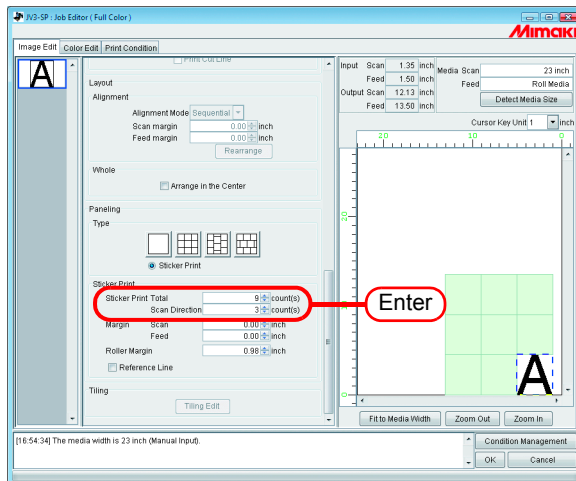 JV3-SP : Job Editor ( Full Color )
Mimaki
Image Edit Color Edit Print Condition
A
Print Cut Line
Layout
Alignment
Alignment Mode Sequential
Scan margin 0.00 inch
Feed margin 0.00 inch
Rearrange
Whole
Arrange in the Center
Paneling
Type
Sticker Print
Sticker Print
Sticker Print Total 9 count(s)
Scan Direction 3 count(s)
Margin Scan 0.00 inch
Feed 0.00 inch
Roller Margin 0.98 inch
Reference Line
Tiling
Tiling Edit
Input Scan 1.35 inch
Feed 1.50 inch
Output Scan 12.13 inch
Feed 13.50 inch
Media Scan 23 inch
Feed Roll Media
Detect Media Size
Cursor Key Unit 1 inch
20 10 0
20
0
Enter
A
Fit to Media Width Zoom Out Zoom In
[16:54:34] The media width is 23 inch (Manual Input).
Condition Management
OK Cancel